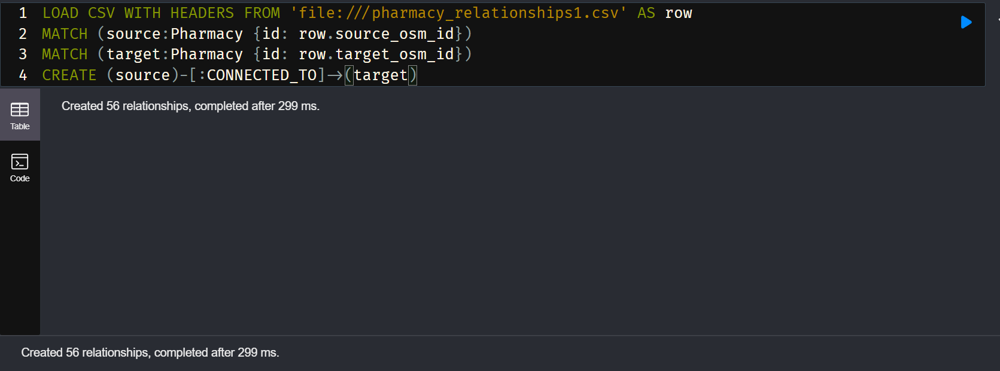 1 LOAD CSV WITH HEADERS FROM 'file:///pharmacy_relationships1.csv' AS row
2 MATCH (source:Pharmacy {id: row.source_osm_id})
3 MATCH (target:Pharmacy {id: row.target_osm_id})
4 CREATE (source)-[:CONNECTED_TO]->(target)
Created 56 relationships, completed after 299 ms.
Table
Code
Created 56 relationships, completed after 299 ms.